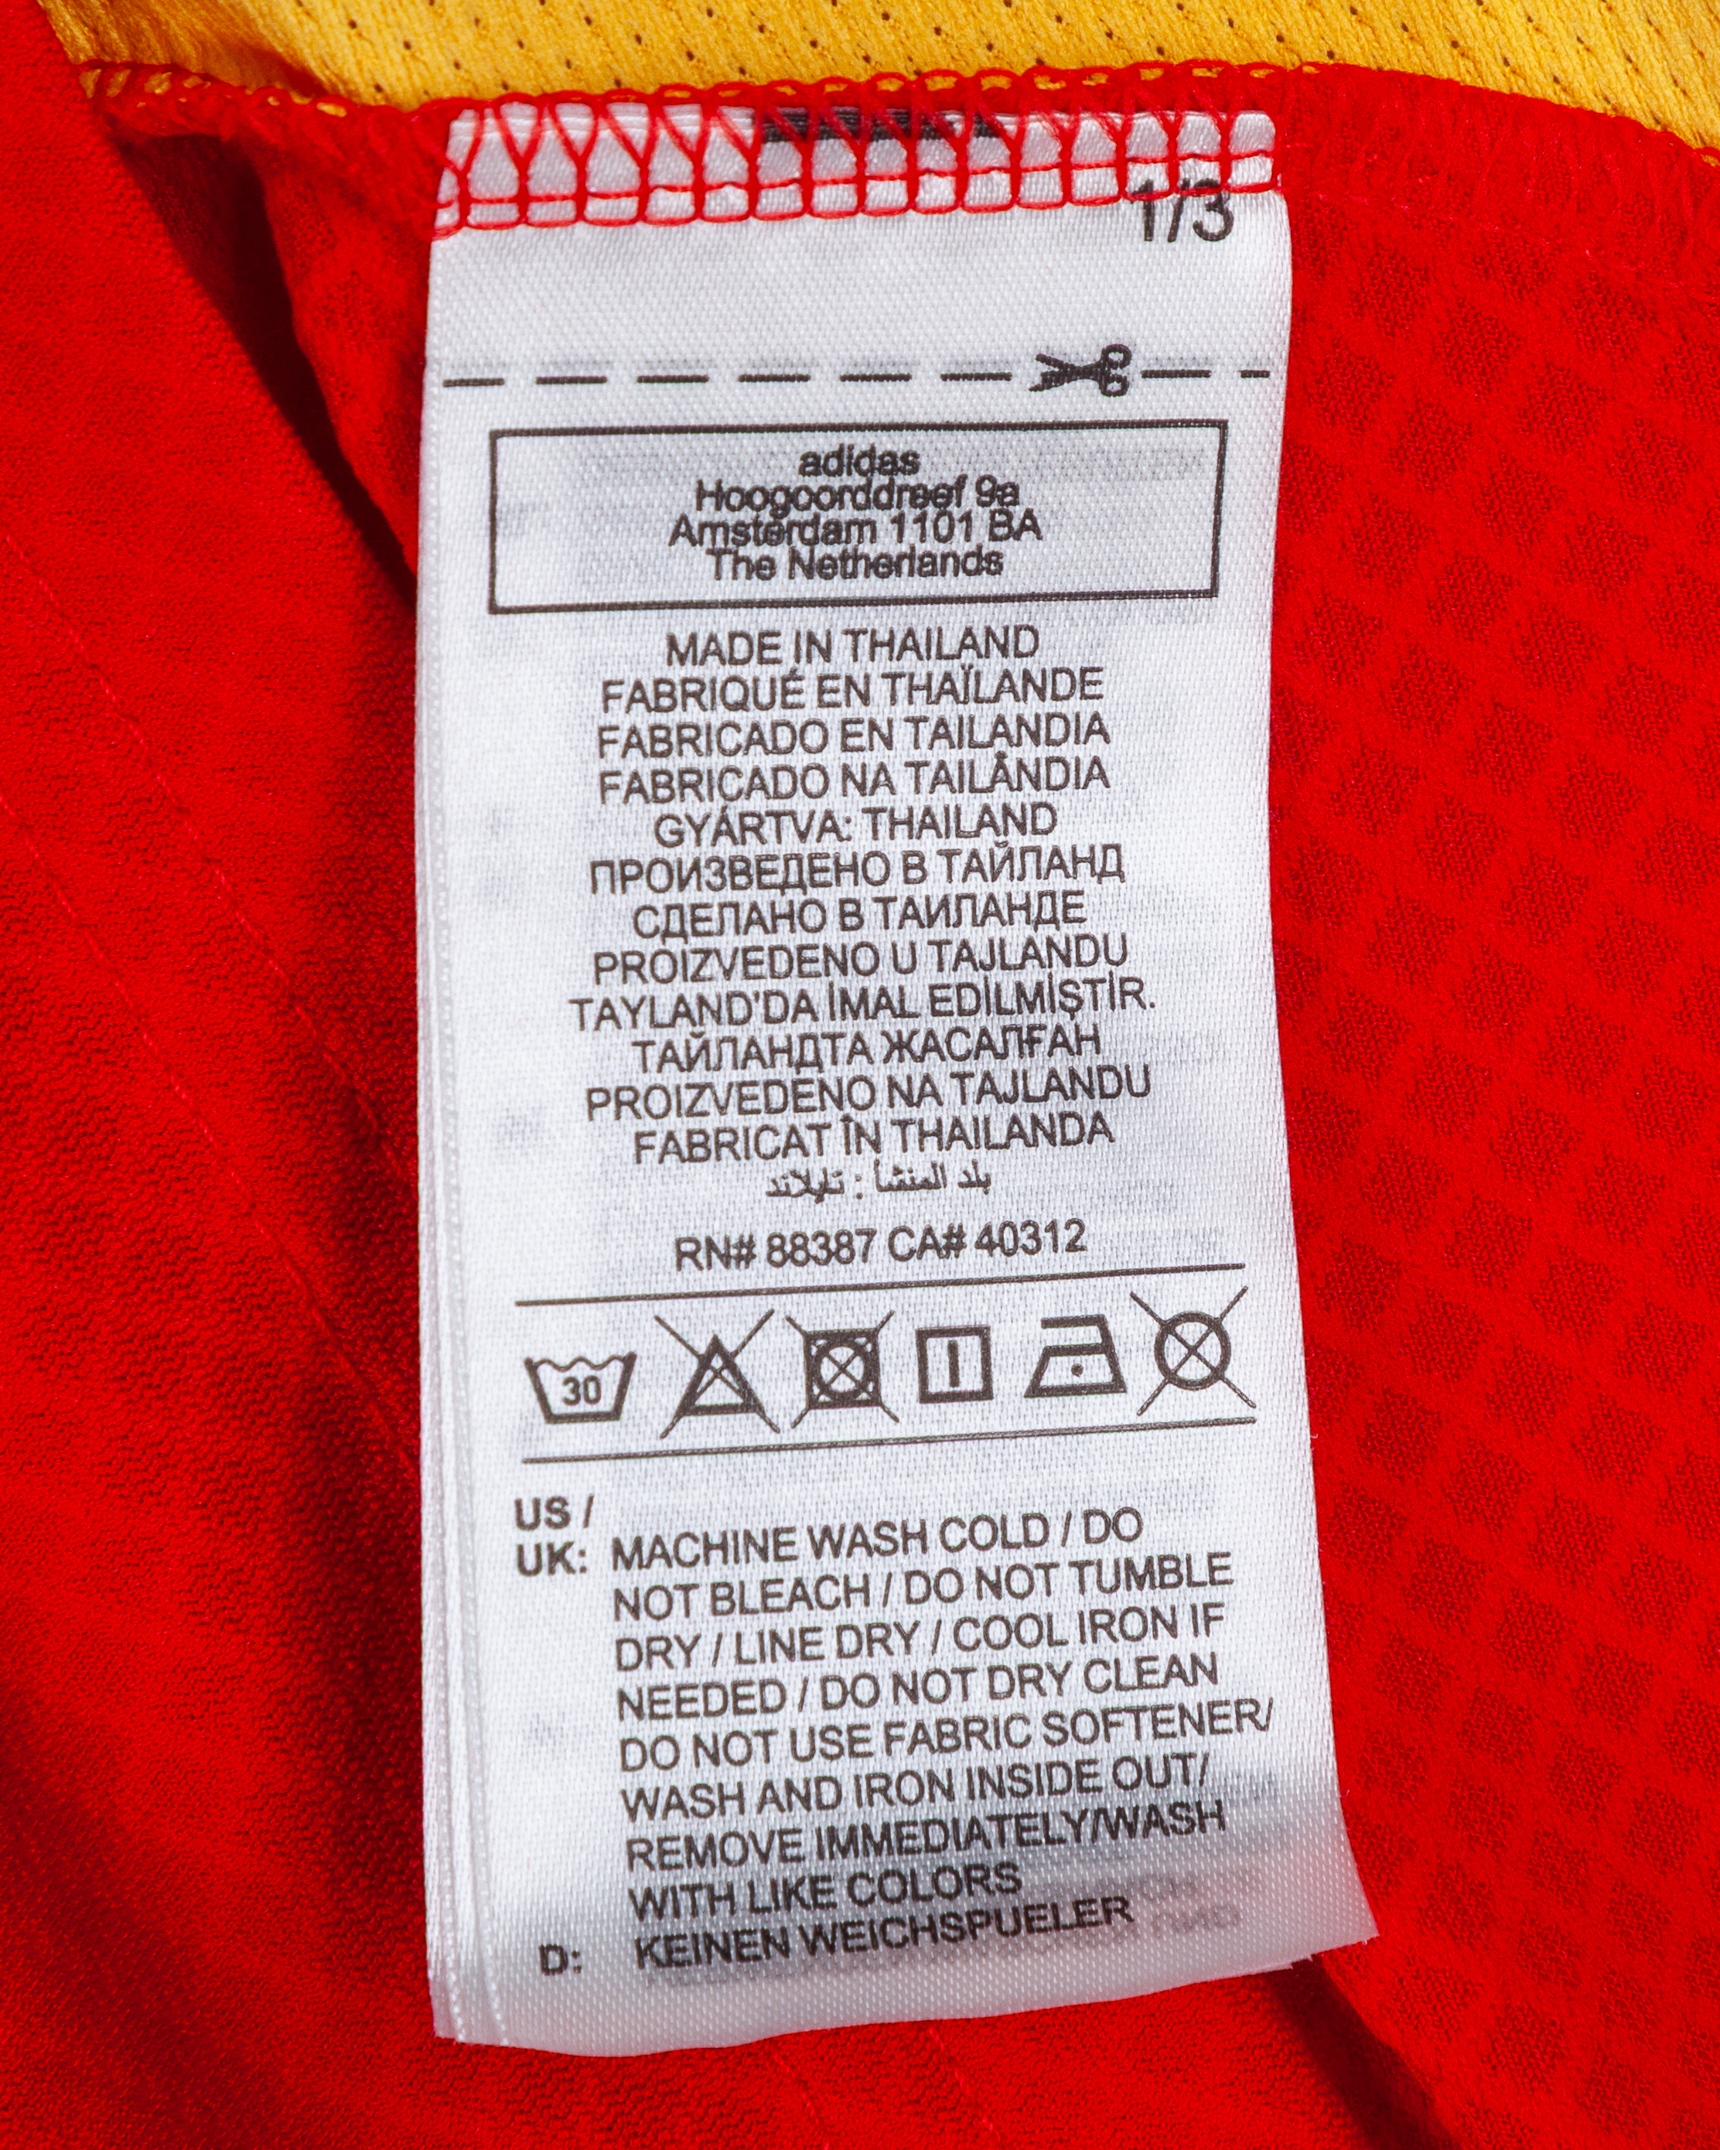 1/3
adidas
Hoogoorddreef 9a
Amsterdam 1101 BA
The Netherlands
MADE IN THAILAND
FABRIQUÉ EN THAÏLANDE
FABRICADO EN TAILANDIA
FABRICADO NA TAILÂNDIA
GYÁRTVA: THAILAND
ПРОИЗВЕДЕНО В ТАЙЛАНД
СДЕЛАНО В ТАИЛАНДЕ
PROIZVEDENO U TAJLANDU
TAYLAND'DA İMAL EDİLMİŞTİR.
ТАЙЛАНДТА ЖАСАЛҒАН
PROIZVEDENO NA TAJLANDU
FABRICAT ÎN THAILANDA
بلد المنشأ : تايلاند
RN# 88387 CA# 40312
30
US /
UK: MACHINE WASH COLD / DO
NOT BLEACH / DO NOT TUMBLE
DRY / LINE DRY / COOL IRON IF
NEEDED / DO NOT DRY CLEAN
DO NOT USE FABRIC SOFTENER/
WASH AND IRON INSIDE OUT/
REMOVE IMMEDIATELY/WASH
WITH LIKE COLORS
D: KEINEN WEICHSPUELER